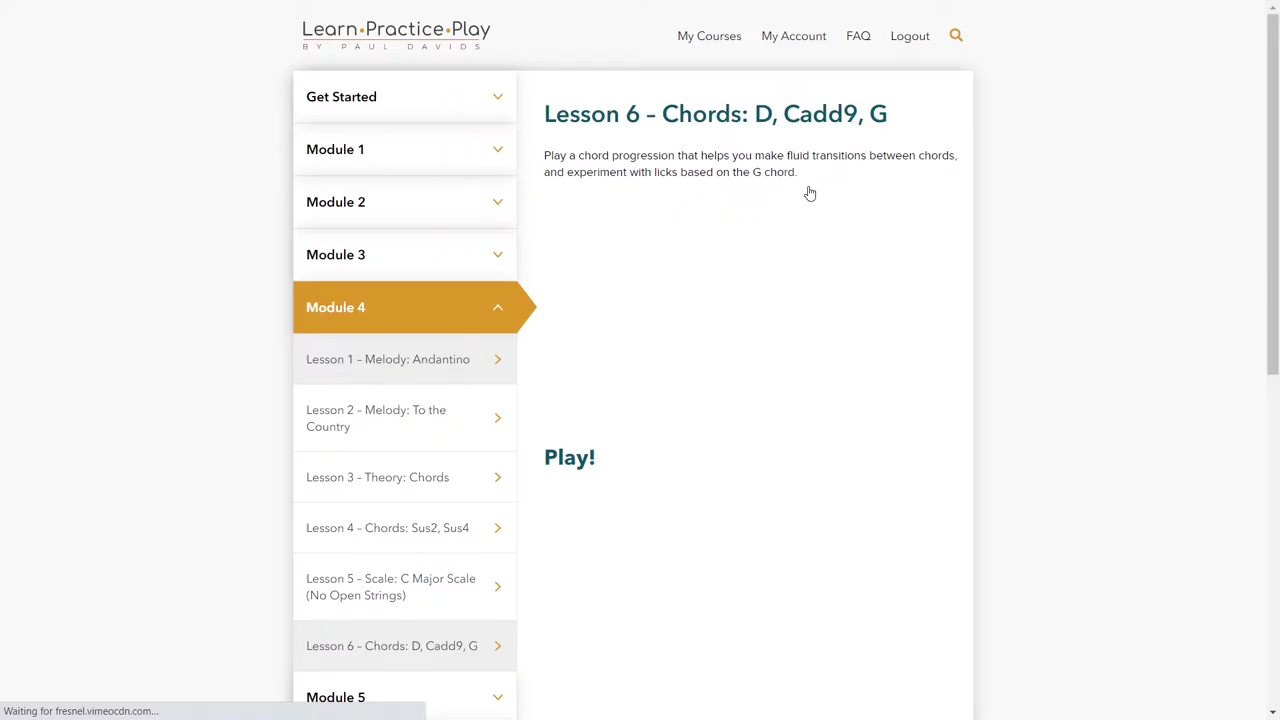 Learn•Practice•Play
BY PAUL DAVIDS
My Courses
My Account
FAQ
Logout
Get Started
Module 1
Module 2
Module 3
Module 4
Lesson 1 – Melody: Andantino
Lesson 2 – Melody: To the
Country
Lesson 3 – Theory: Chords
Lesson 4 – Chords: Sus2, Sus4
Lesson 5 – Scale: C Major Scale
(No Open Strings)
Lesson 6 – Chords: D, Cadd9, G
Module 5
Lesson 6 – Chords: D, Cadd9, G
Play a chord progression that helps you make fluid transitions between chords,
and experiment with licks based on the G chord.
Play!
Waiting for fresnel.vimeocdn.com...